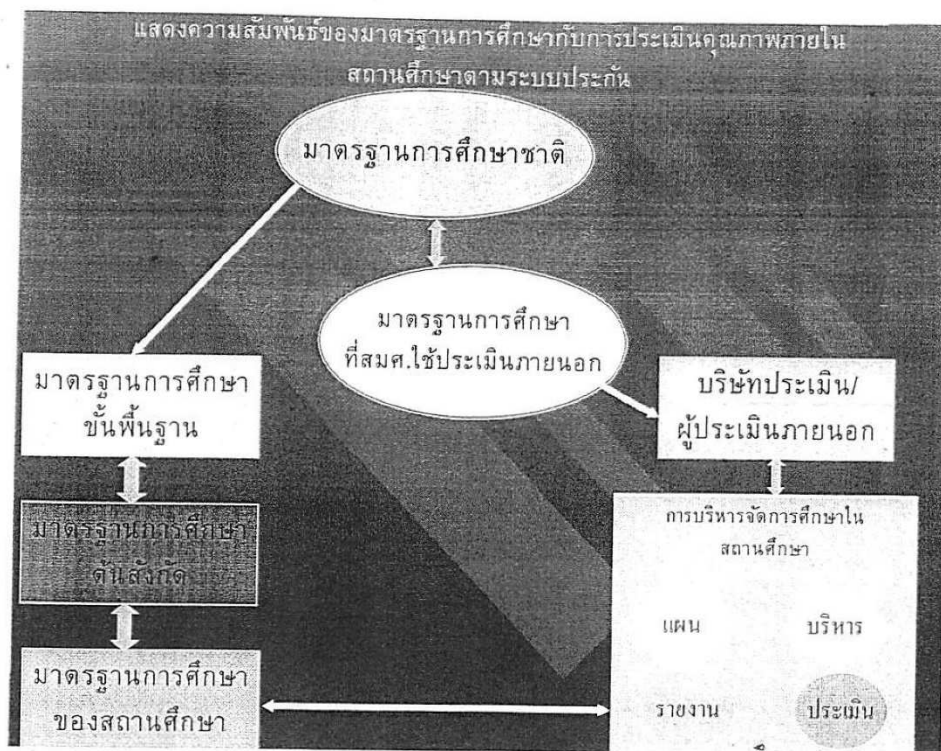 แสดงความสัมพันธ์ของมาตรฐานการศึกษากับการประเมินคุณภาพภายใน
สถานศึกษาตามระบบประกัน
มาตรฐานการศึกษาชาติ
มาตรฐานการศึกษา
ที่สมศ.ใช้ประเมินภายนอก
มาตรฐานการศึกษา
ขั้นพื้นฐาน
บริษัทประเมิน/
ผู้ประเมินภายนอก
มาตรฐานการศึกษา
ต้นสังกัด
การบริหารจัดการศึกษาใน
สถานศึกษา
แผน บริหาร
มาตรฐานการศึกษา
ของสถานศึกษา
รายงาน ประเมิน